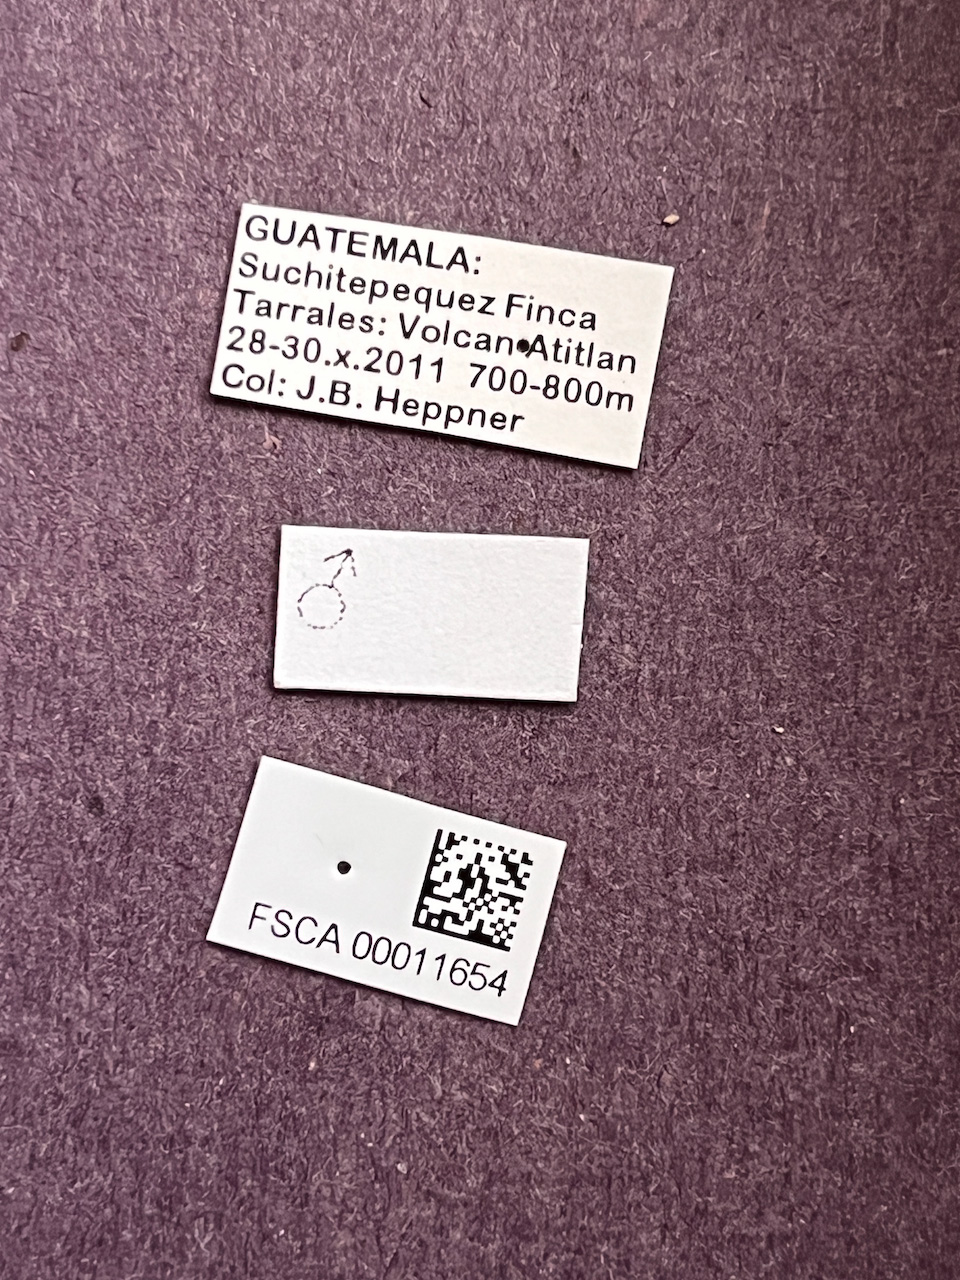 GUATEMALA:
Suchitepequez Finca
Tarrales: Volcan Atitlan
28-30.x.2011 700-800m
Col: J.B. Heppner
♂
FSCA 00011654